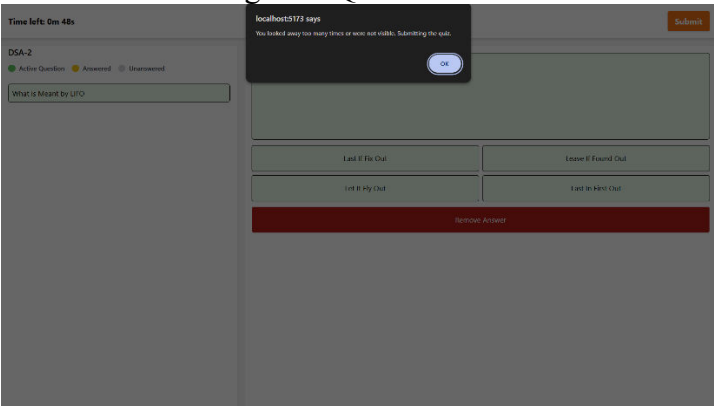 Time left: 0m 48s
localhost:5173 says
You looked away too many times or were not visible. Submitting the quiz.
OK
Submit
DSA-2
Active Question Answered Unanswered
What is Meant by LIFO
Last If Fix Out
Leave If Found Out
Let It Fly Out
Last In First Out
Remove Answer